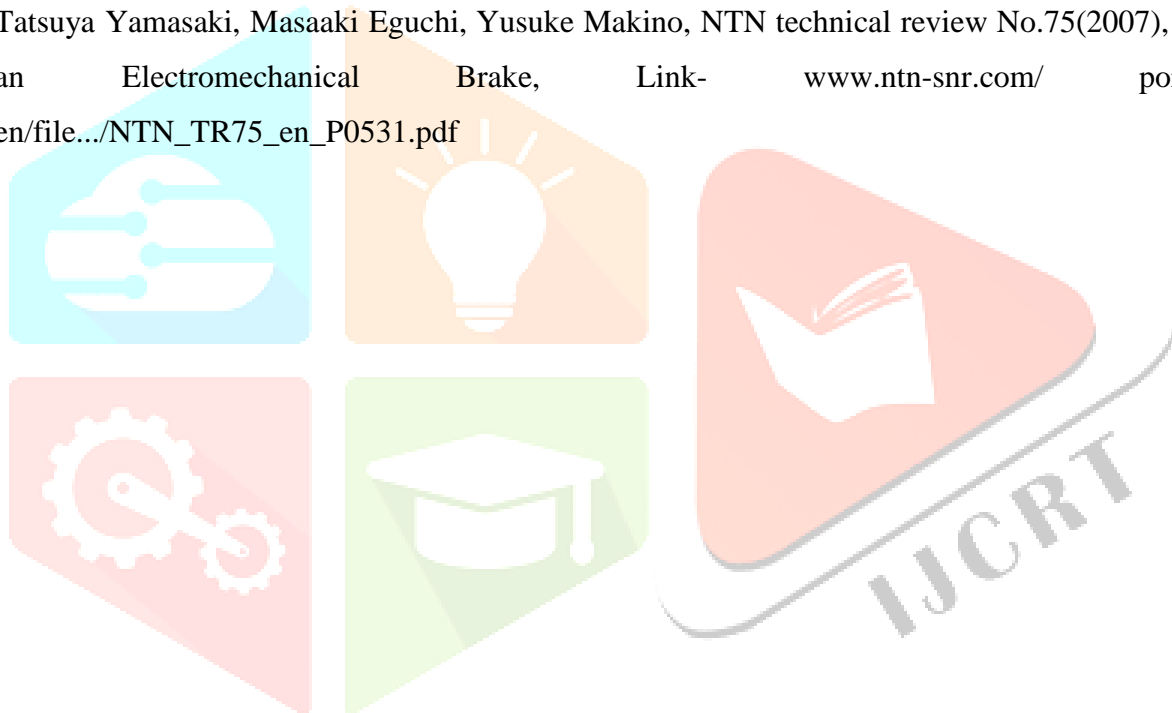 Tatsuya Yamasaki, Masaaki Eguchi, Yusuke Makino, NTN technical review No.75(2007),
an Electromechanical Brake, Link- www.ntn-snr.com/
en/file.../NTN_TR75_en_P0531.pdf
IJCRT